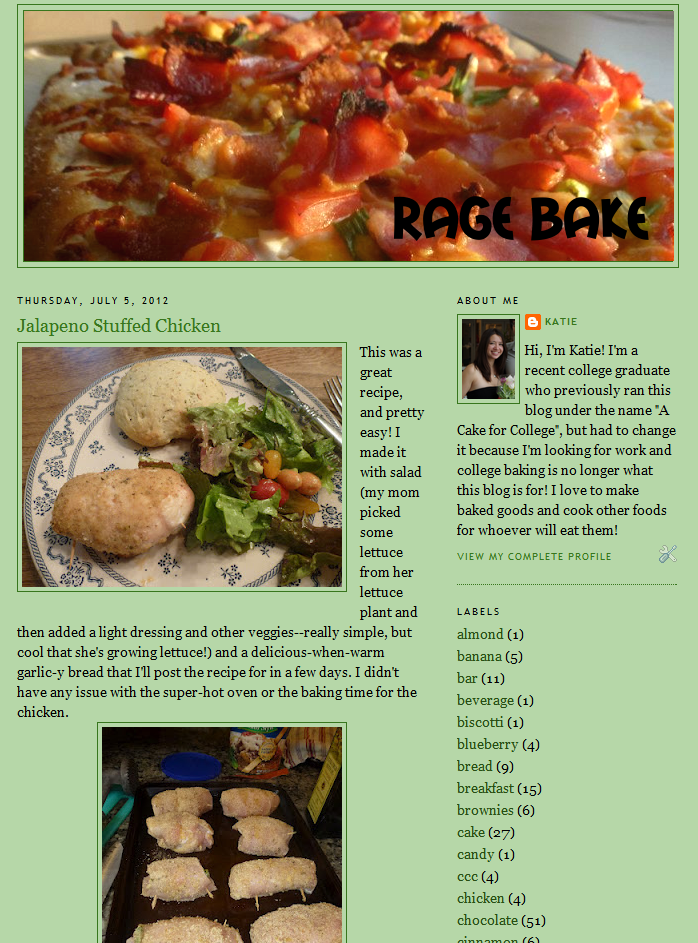 RAGE BAKE
THURSDAY, JULY 5, 2012
Jalapeno Stuffed Chicken
This was a
great
recipe,
and pretty
easy! I
made it
with salad
(my mom
picked
some
lettuce
from her
lettuce
plant and
then added a light dressing and other veggies--really simple, but
cool that she's growing lettuce!) and a delicious-when-warm
garlic-y bread that I'll post the recipe for in a few days. I didn't
have any issue with the super-hot oven or the baking time for the
chicken.
ABOUT ME
KATIE
Hi, I'm Katie! I'm a
recent college graduate
who previously ran this
blog under the name "A
Cake for College", but had to change
it because I'm looking for work and
college baking is no longer what
this blog is for! I love to make
baked goods and cook other foods
for whoever will eat them!
VIEW MY COMPLETE PROFILE
LABELS
almond (1)
banana (5)
bar (11)
beverage (1)
biscotti (1)
blueberry (4)
bread (9)
breakfast (15)
brownies (6)
cake (27)
candy (1)
ccc (4)
chicken (4)
chocolate (51)
cinnamon (6)